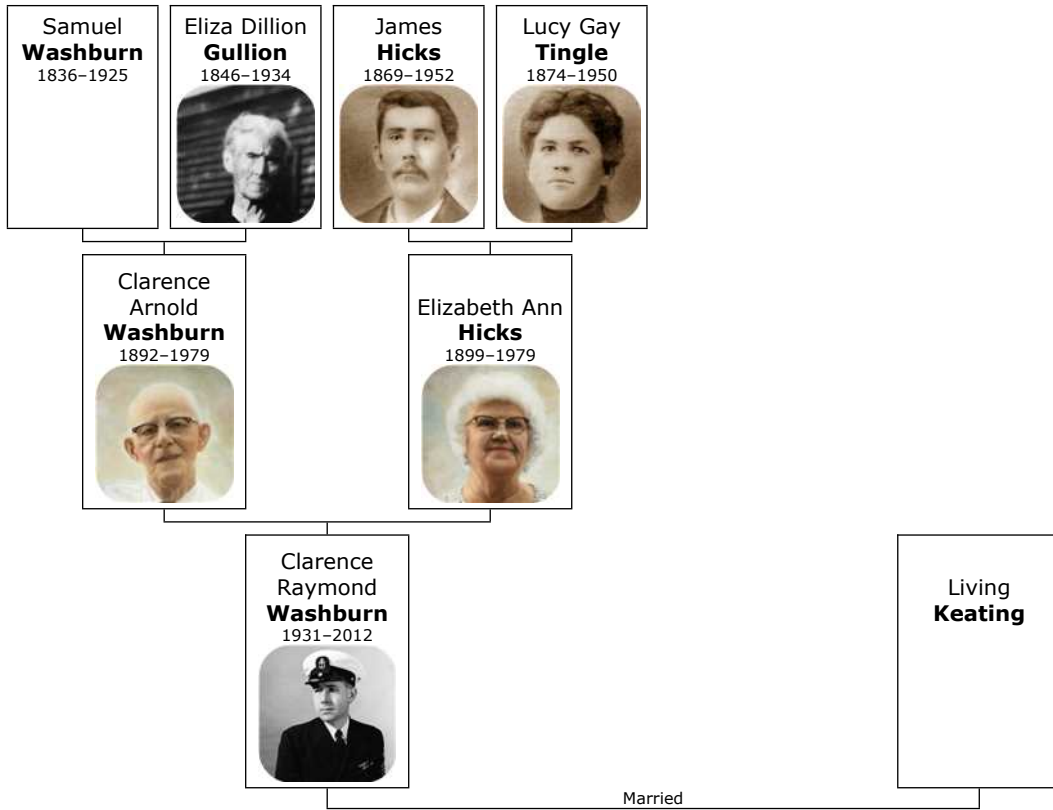 Samuel
Washburn
1836–1925
Eliza Dillion
Gullion
1846–1934
James
Hicks
1869–1952
Lucy Gay
Tingle
1874–1950
Clarence
Arnold
Washburn
1892–1979
Elizabeth Ann
Hicks
1899–1979
Clarence
Raymond
Washburn
1931–2012
Living
Keating
Married